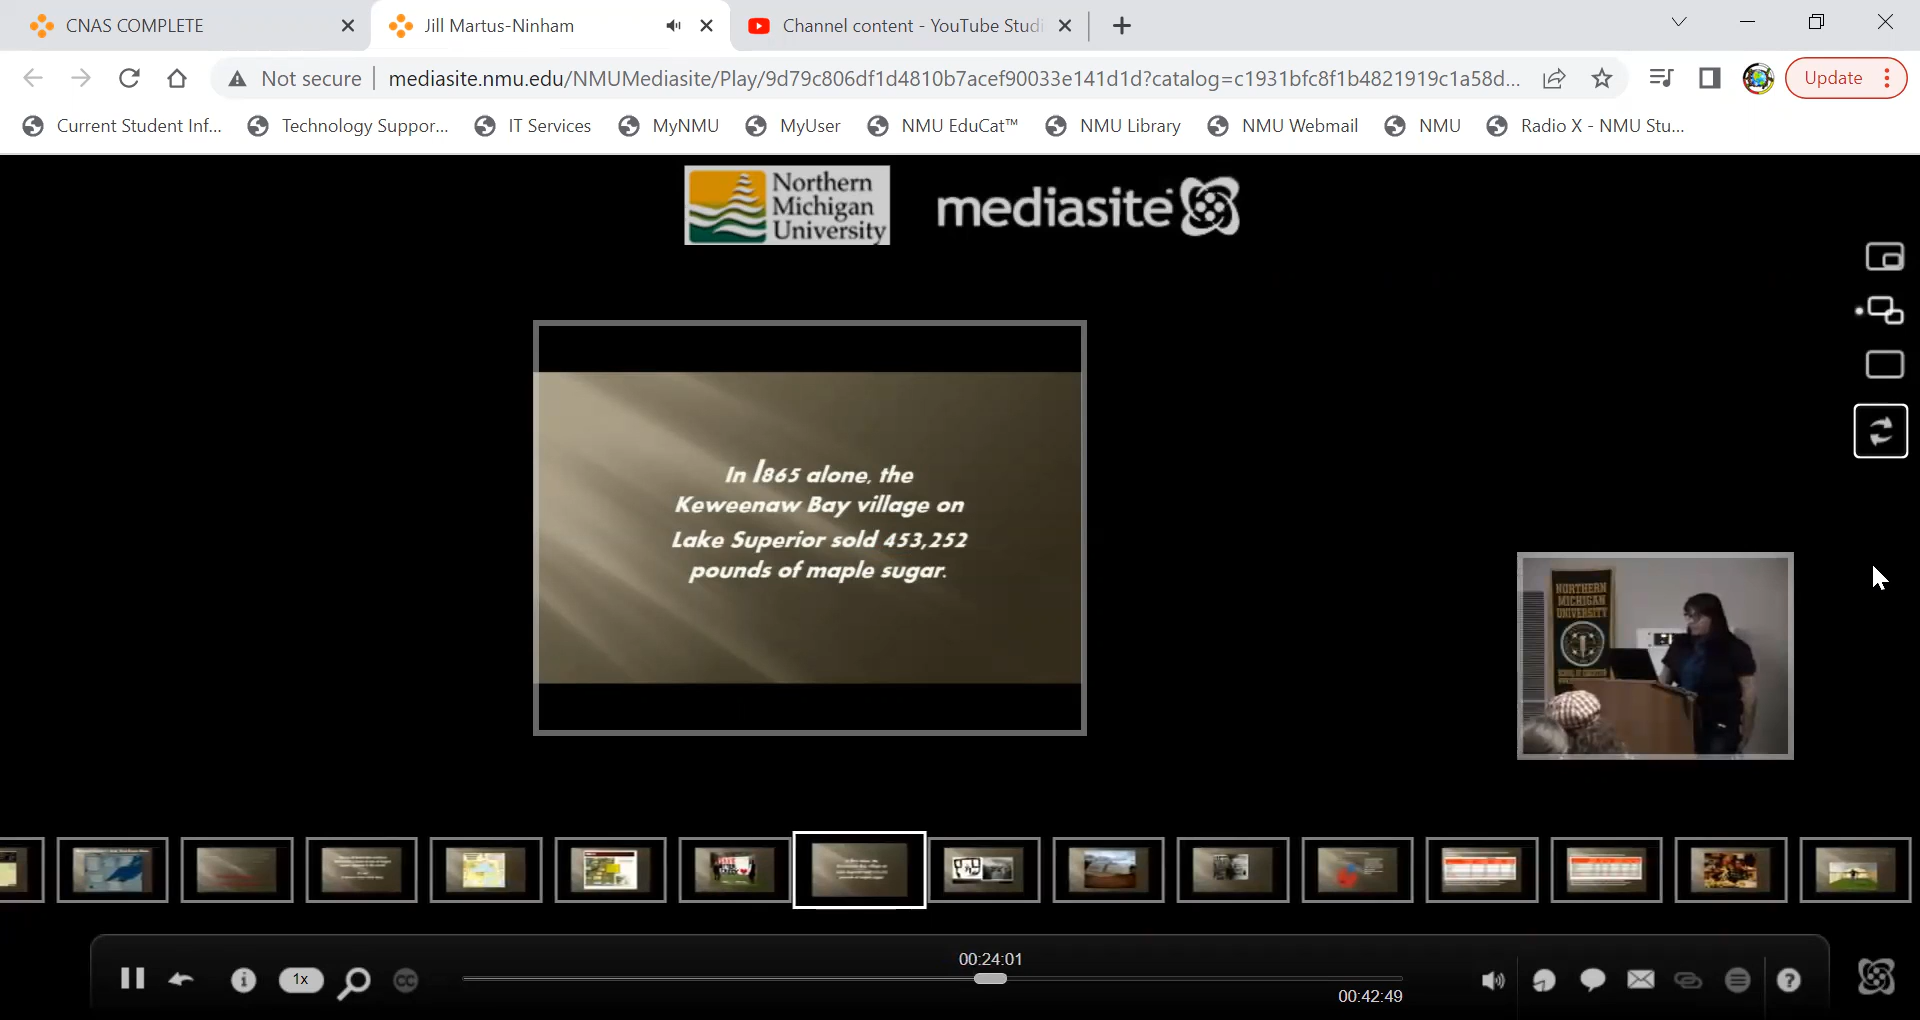 CNAS COMPLETE
Jill Martus-Ninham
Channel content - YouTube Studi
Not secure
mediasite.nmu.edu/NMUMediasite/Play/9d79c806df1d4810b7acef90033e141d1d?catalog=c1931bfc8f1b4821919c1a58d...
Update
Current Student Inf...
Technology Suppor...
IT Services
MyNMU
MyUser
NMU EduCat™
NMU Library
NMU Webmail
NMU
Radio X - NMU Stu...
Northern
Michigan
University
mediasite
In 1865 alone, the
Keweenaw Bay village on
Lake Superior sold 453,252
pounds of maple sugar.
NORTHERN
MICHIGAN
UNIVERSITY
00:24:01
1x
CC
00:42:49